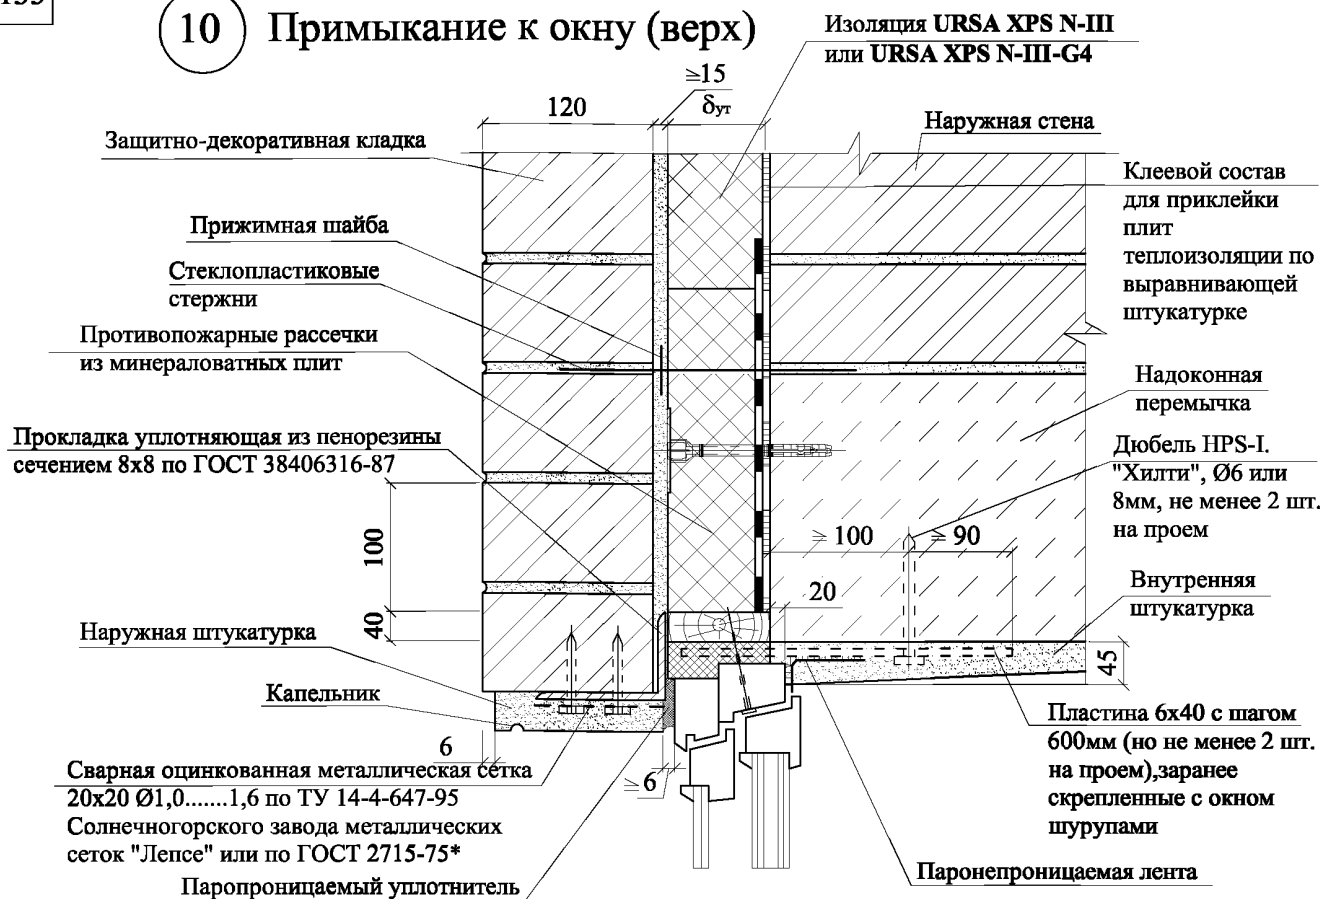 10 Примыкание к окну (верх)
Изоляция URSA XPS N-III
или URSA XPS N-III-G4
≥15
120
δут
Защитно-декоративная кладка
Наружная стена
Клеевой состав
для приклейки
плит
теплоизоляции по
выравнивающей
штукатурке
Прижимная шайба
Стеклопластиковые
стержни
Противопожарные рассечки
из минераловатных плит
Надоконная
перемычка
Прокладка уплотняющая из пенорезины
сечением 8х8 по ГОСТ 38406316-87
Дюбель HPS-I.
"Хилти", Ø6 или
8мм, не менее 2 шт.
на проем
≥ 100
≥ 90
100
20
40
Внутренняя
штукатурка
Наружная штукатурка
45
Капельник
6
≥ 6
Пластина 6х40 с шагом
600мм (но не менее 2 шт.
на проем),заранее
скрепленные с окном
шурупами
Сварная оцинкованная металлическая сетка
20х20 Ø1,0.......1,6 по ТУ 14-4-647-95
Солнечногорского завода металлических
сеток "Лепсе" или по ГОСТ 2715-75*
Паронепроницаемая лента
Паропроницаемый уплотнитель